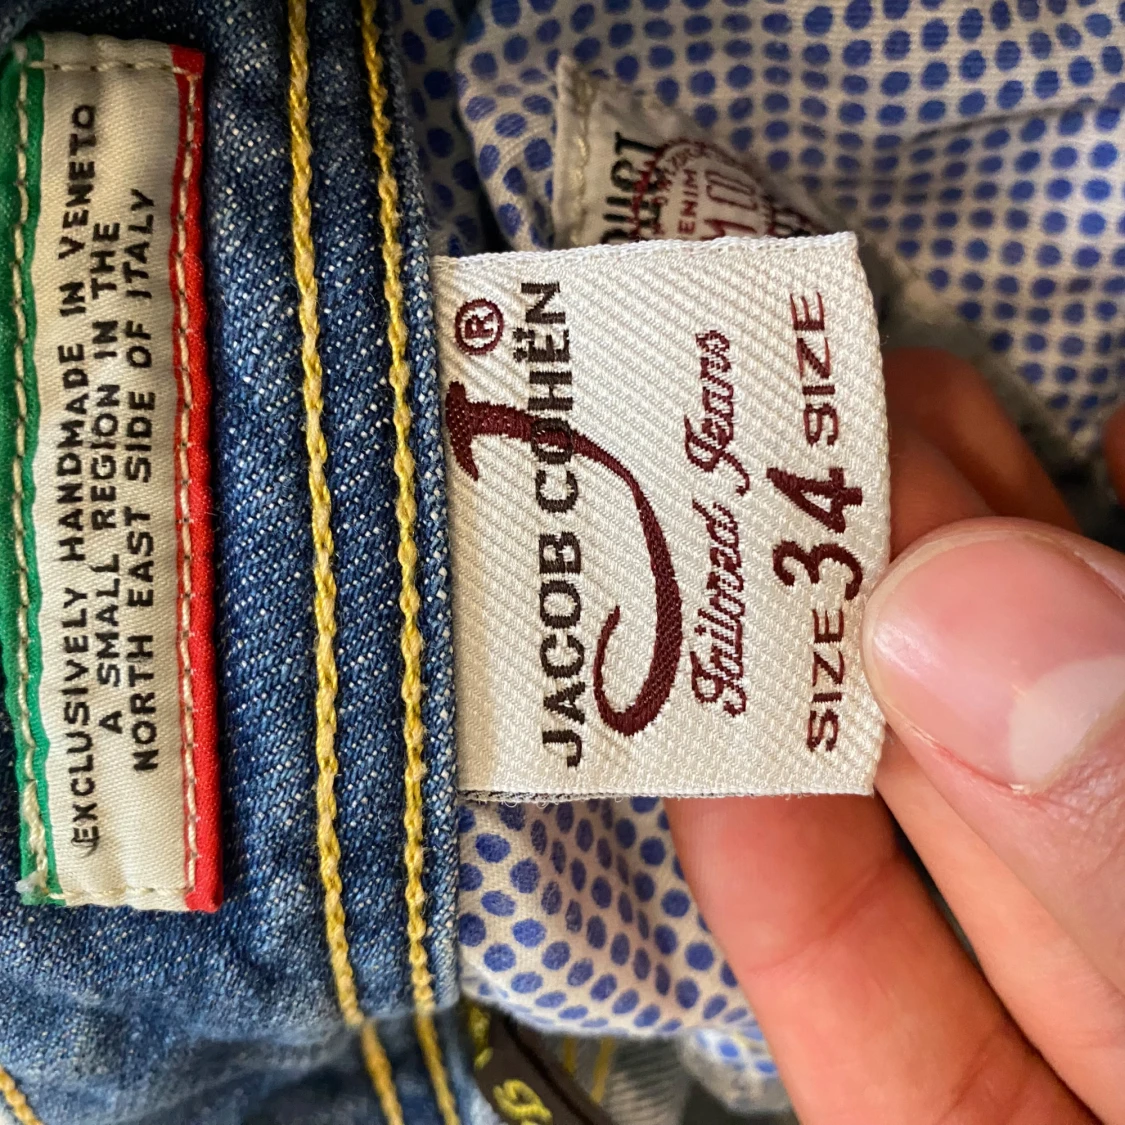 EXCLUSIVELY HANDMADE IN VENETO
A SMALL REGION IN THE
NORTH EAST SIDE OF ITALY
J®
JACOB COHЁN
Tailored Jeans
SIZE 34 SIZE